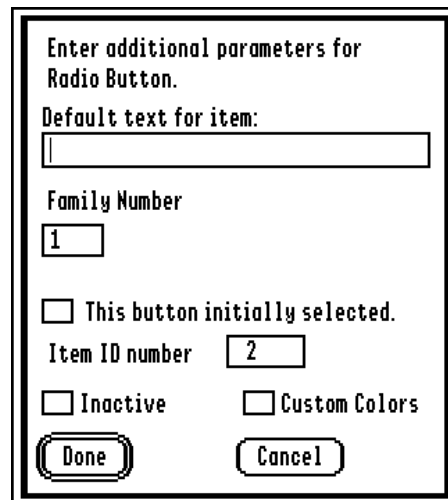 Enter additional parameters for
Radio Button.
Default text for item:
Family Number
1
This button initially selected.
Item ID number 2
Inactive Custom Colors
Done Cancel